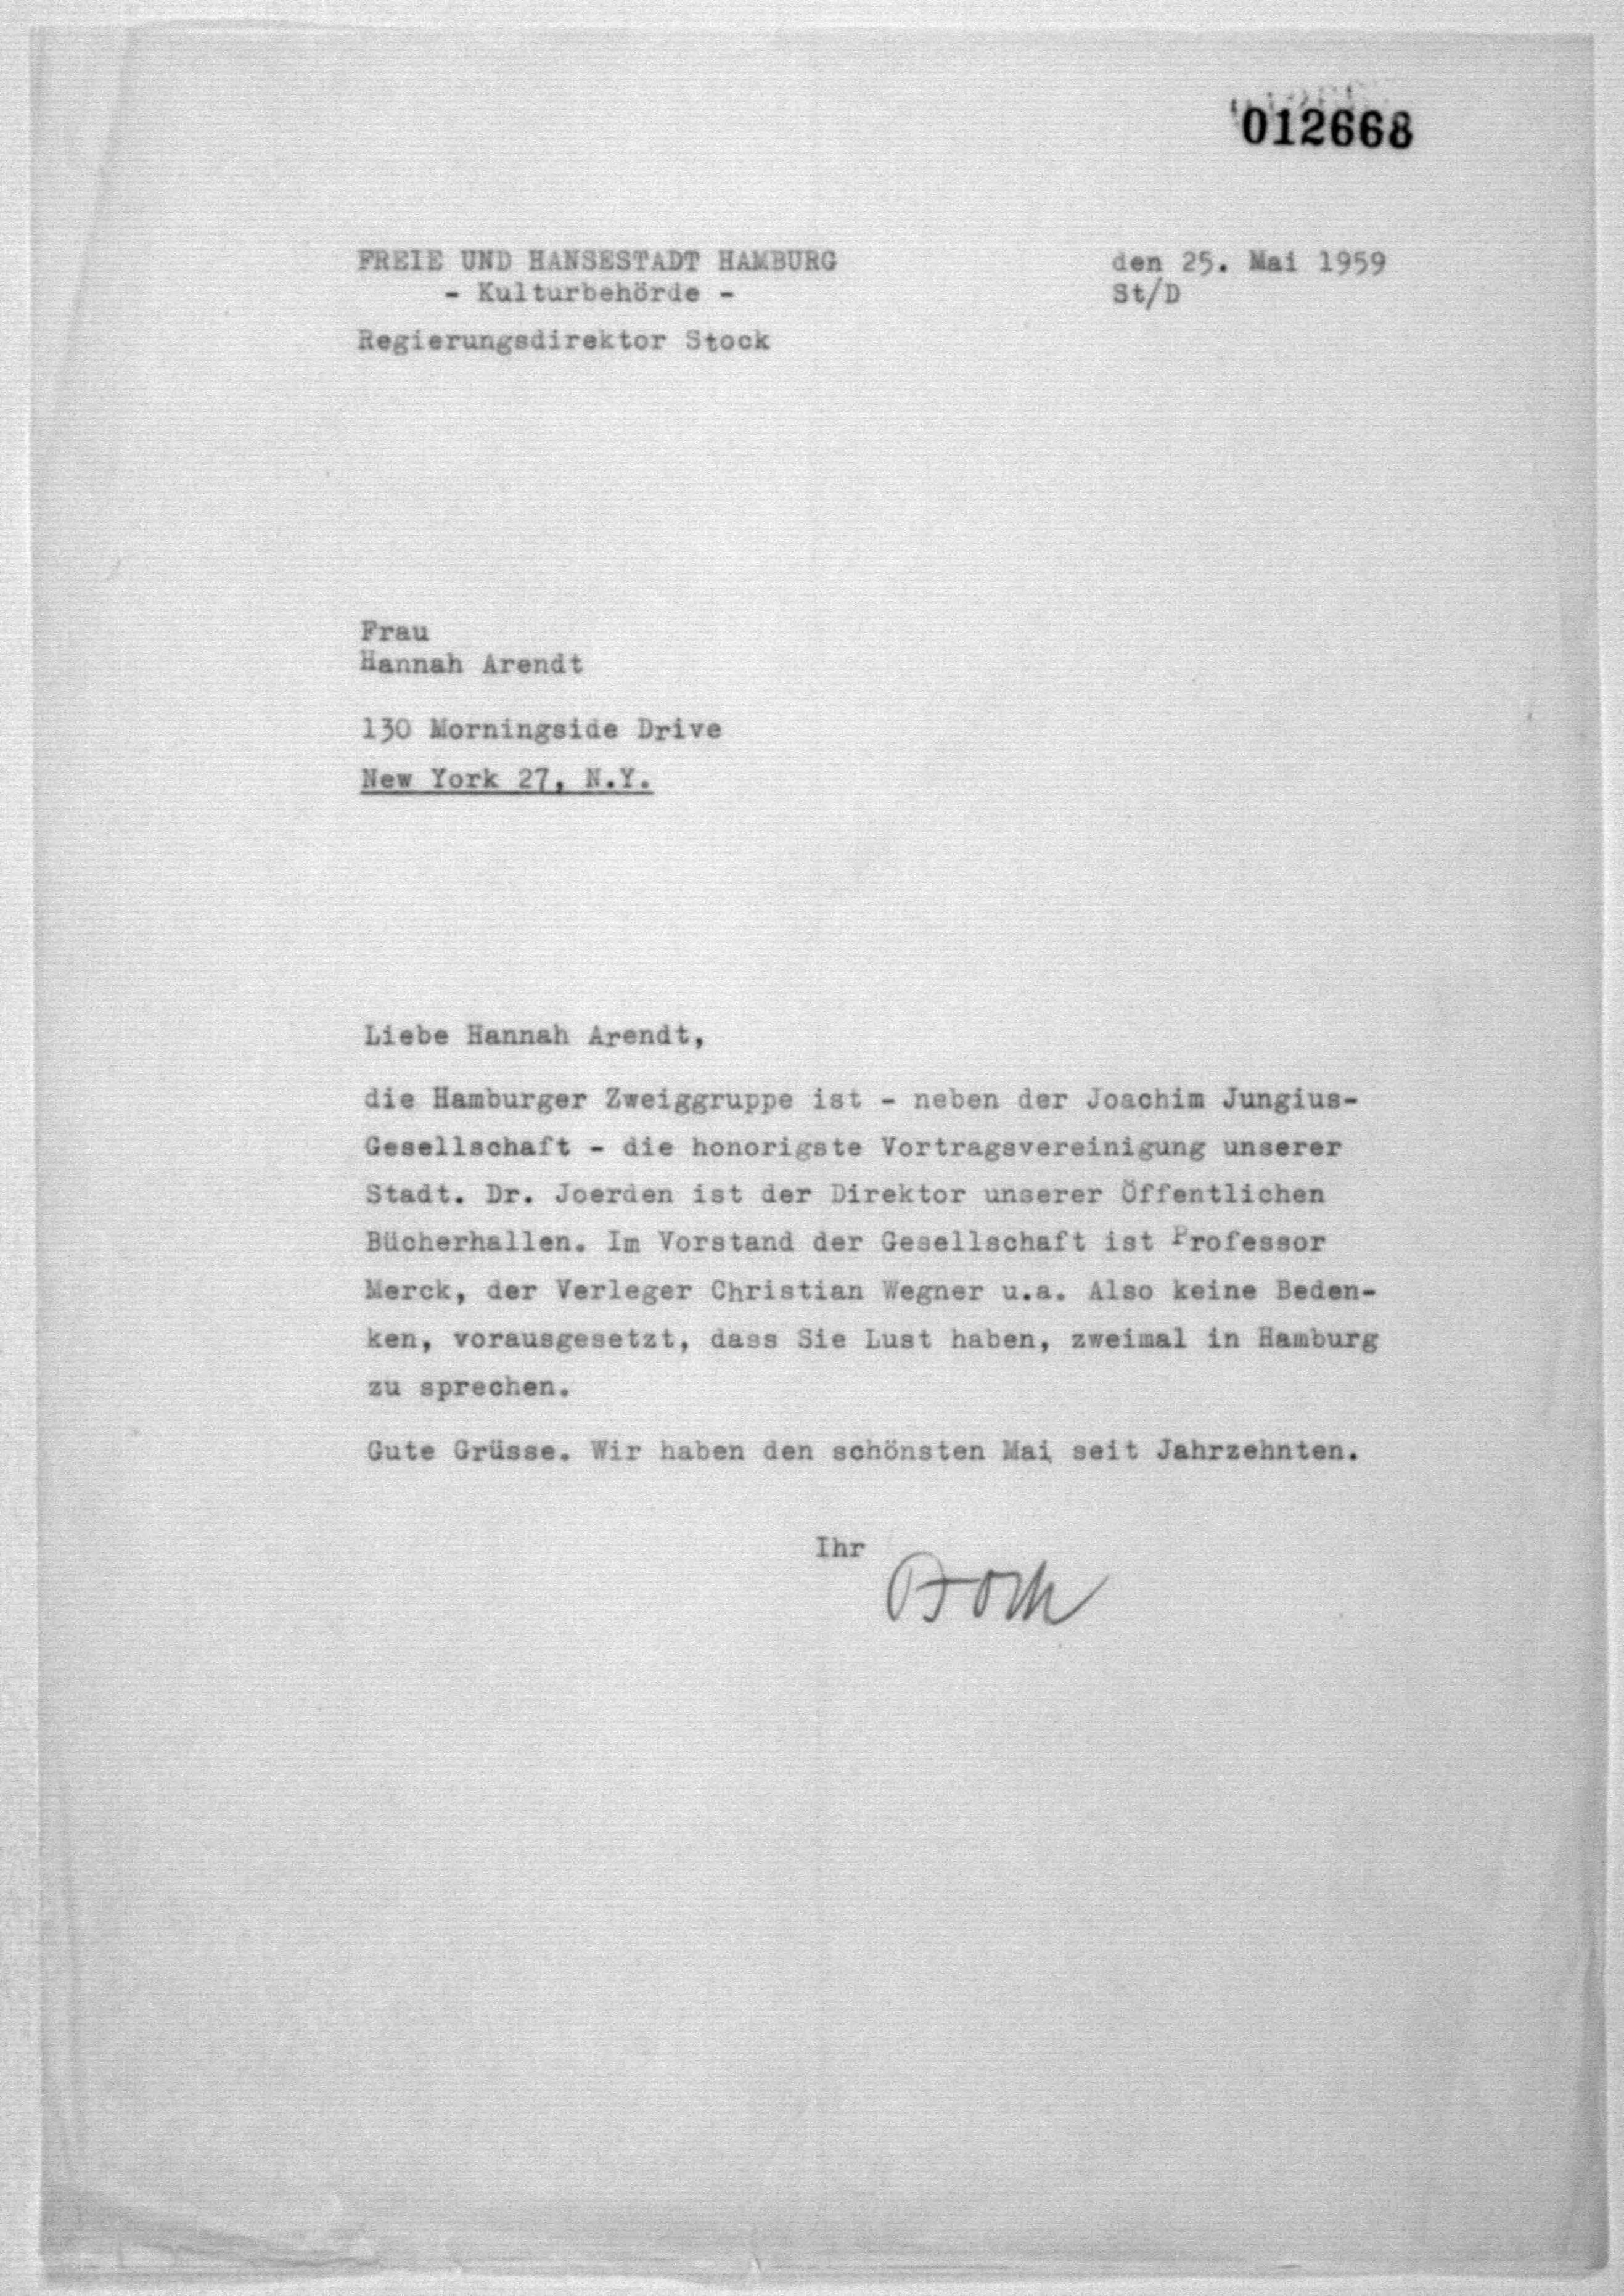 012668
FREIE UND HANSESTADT HAMBURG
- Kulturbehörde -
Regierungsdirektor Stock
den 25. Mai 1959
St/D
Frau
Hannah Arendt
130 Morningside Drive
New York 27, N.Y.
Liebe Hannah Arendt,
die Hamburger Zweiggruppe ist - neben der Joachim Jungius-
Gesellschaft - die honorigste Vortragsvereinigung unserer
Stadt. Dr. Joerden ist der Direktor unserer Öffentlichen
Bücherhallen. Im Vorstand der Gesellschaft ist Professor
Merck, der Verleger Christian Wegner u.a. Also keine Beden-
ken, vorausgesetzt, dass Sie Lust haben, zweimal in Hamburg
zu sprechen.
Gute Grüsse. Wir haben den schönsten Mai seit Jahrzehnten.
Ihr
Stock